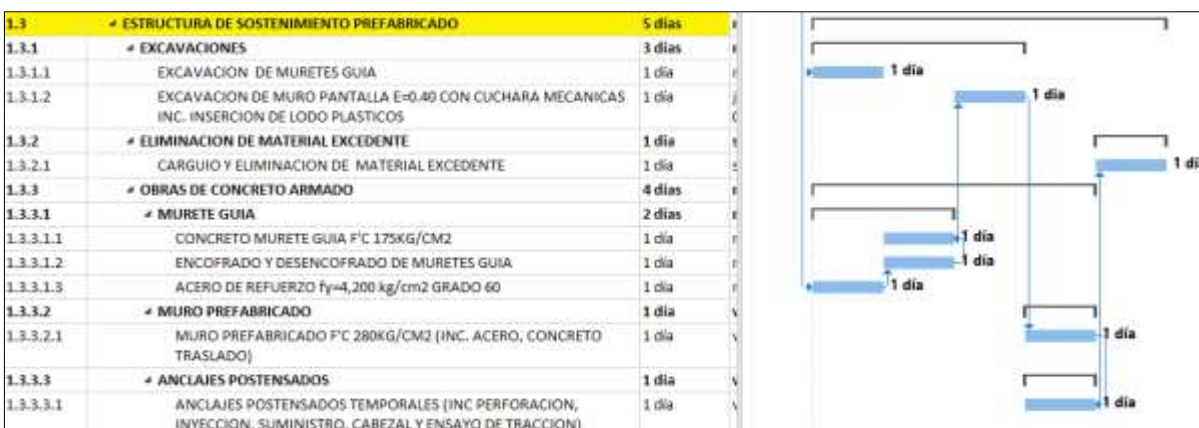 1.3 ESTRUCTURA DE SOSTENIMIENTO PREFABRICADO 5 días
1.3.1 EXCAVACIONES 3 días
1.3.1.1 EXCAVACION DE MURETES GUIA 1 día 1 día
1.3.1.2 EXCAVACION DE MURO PANTALLA E=0.40 CON CUCHARA MECANICAS 1 día 1 día
INC. INSERCION DE LODO PLASTICOS
1.3.2 ELIMINACION DE MATERIAL EXCEDENTE 1 día
1.3.2.1 CARGUIO Y ELIMINACION DE MATERIAL EXCEDENTE 1 día 1 dí
1.3.3 OBRAS DE CONCRETO ARMADO 4 días
1.3.3.1 MURETE GUIA 2 días
1.3.3.1.1 CONCRETO MURETE GUIA F'C 175KG/CM2 1 día 1 día
1.3.3.1.2 ENCOFRADO Y DESENCOFRADO DE MURETES GUIA 1 día 1 día
1.3.3.1.3 ACERO DE REFUERZO fy=4,200 kg/cm2 GRADO 60 1 día 1 día
1.3.3.2 MURO PREFABRICADO 1 día
1.3.3.2.1 MURO PREFABRICADO F'C 280KG/CM2 (INC. ACERO, CONCRETO 1 día 1 día
TRASLADO)
1.3.3.3 ANCLAJES POSTENSADOS 1 día
1.3.3.3.1 ANCLAJES POSTENSADOS TEMPORALES (INC PERFORACION, 1 día 1 día
INYECCION, SUMINISTRO, CABEZAL Y ENSAYO DE TRACCION)